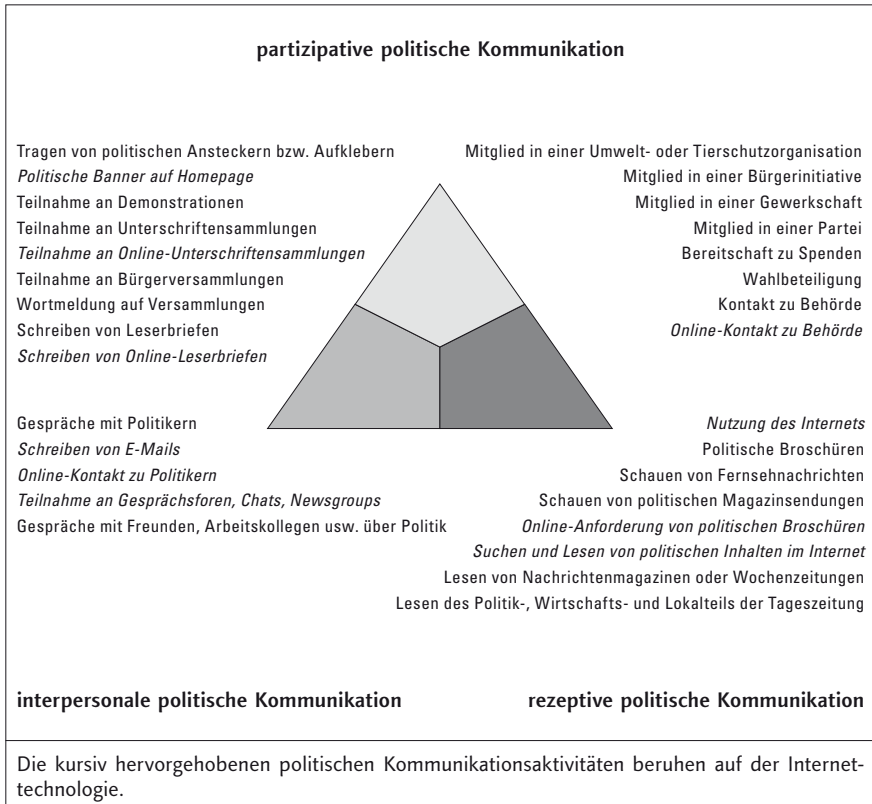 partizipative politische Kommunikation
Tragen von politischen Ansteckern bzw. Aufklebern
Politische Banner auf Homepage
Teilnahme an Demonstrationen
Teilnahme an Unterschriftensammlungen
Teilnahme an Online-Unterschriftensammlungen
Teilnahme an Bürgerversammlungen
Wortmeldung auf Versammlungen
Schreiben von Leserbriefen
Schreiben von Online-Leserbriefen
Mitglied in einer Umwelt- oder Tierschutzorganisation
Mitglied in einer Bürgerinitiative
Mitglied in einer Gewerkschaft
Mitglied in einer Partei
Bereitschaft zu Spenden
Wahlbeteiligung
Kontakt zu Behörde
Online-Kontakt zu Behörde
Gespräche mit Politikern
Schreiben von E-Mails
Online-Kontakt zu Politikern
Teilnahme an Gesprächsforen, Chats, Newsgroups
Gespräche mit Freunden, Arbeitskollegen usw. über Politik
Nutzung des Internets
Politische Broschüren
Schauen von Fernsehnachrichten
Schauen von politischen Magazinsendungen
Online-Anforderung von politischen Broschüren
Suchen und Lesen von politischen Inhalten im Internet
Lesen von Nachrichtenmagazinen oder Wochenzeitungen
Lesen des Politik-, Wirtschafts- und Lokalteils der Tageszeitung
interpersonale politische Kommunikation
rezeptive politische Kommunikation
Die kursiv hervorgehobenen politischen Kommunikationsaktivitäten beruhen auf der Internet-
technologie.